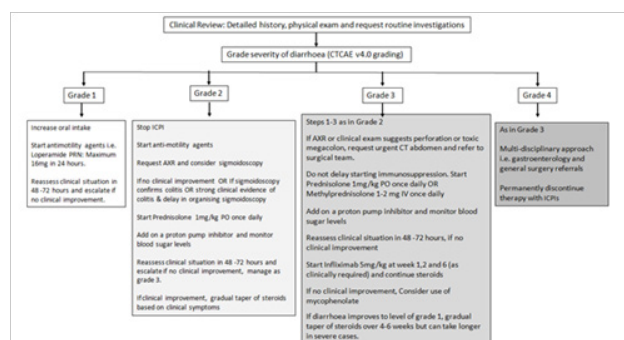 Clinical Review: Detailed history, physical exam and request routine investigations
Grade severity of diarrhoea (CTCAE v4.0 grading)
Grade 1
Increase oral intake
Start antimotility agents i.e.
Loperamide PRN: Maximum
16mg in 24 hours.
Reassess clinical situation in
48 -72 hours and escalate if
no clinical improvement.
Grade 2
Stop ICPI
Start anti-motility agents
Request AXR and consider sigmoidoscopy
If no clinical improvement OR If sigmoidoscopy
confirms colitis OR strong clinical evidence of
colitis & delay in organising sigmoidoscopy
Start Prednisolone 1mg/kg PO once daily
Add on a proton pump inhibitor and monitor
blood sugar levels
Reassess clinical situation in 48 -72 hours and
escalate if no clinical improvement, manage as
grade 3.
If clinical improvement, gradual taper of steroids
based on clinical symptoms
Grade 3
Steps 1-3 as in Grade 2
If AXR or clinical exam suggests perforation or toxic
megacolon, request urgent CT abdomen and refer to
surgical team.
Do not delay starting immunosuppression. Start
Prednisolone 1mg/kg PO once daily OR
Methylprednisolone 1-2 mg IV once daily
Add on a proton pump inhibitor and monitor blood
sugar levels
Reassess clinical situation in 48 -72 hours, if no
clinical improvement
Start Infliximab 5mg/kg at week 1,2 and 6 (as
clinically required) and continue steroids
If no clinical improvement, Consider use of
mycophenolate
If diarrhoea improves to level of grade 1, gradual
taper of steroids over 4-6 weeks but can take longer
in severe cases.
Grade 4
As in Grade 3
Multi-disciplinary approach
i.e. gastroenterology and
general surgery referrals
Permanently discontinue
therapy with ICPIs